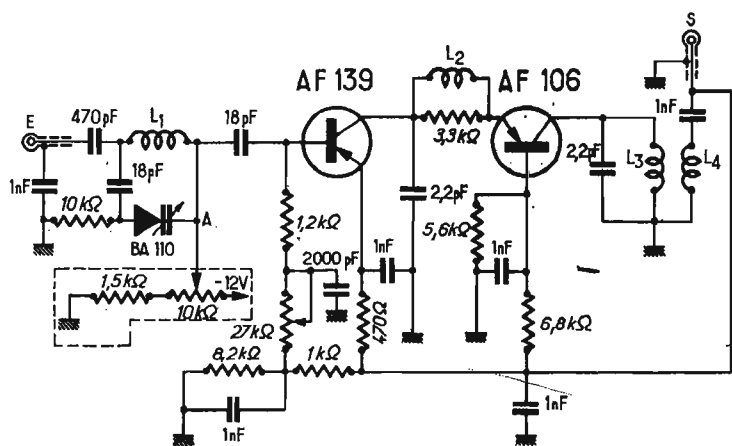 S
L₂
AF 139
AF 106
E
470pF
L₁
18pF
1nF
3,3kΩ
2,2pF
L₃
L₄
1nF
18pF
10kΩ
A
BA 110
1,2kΩ
2,2pF
5,6kΩ
1nF
2000pF
1nF
1,5kΩ
-12V
10kΩ
27kΩ
470Ω
6,8kΩ
8,2kΩ
1kΩ
1nF
1nF